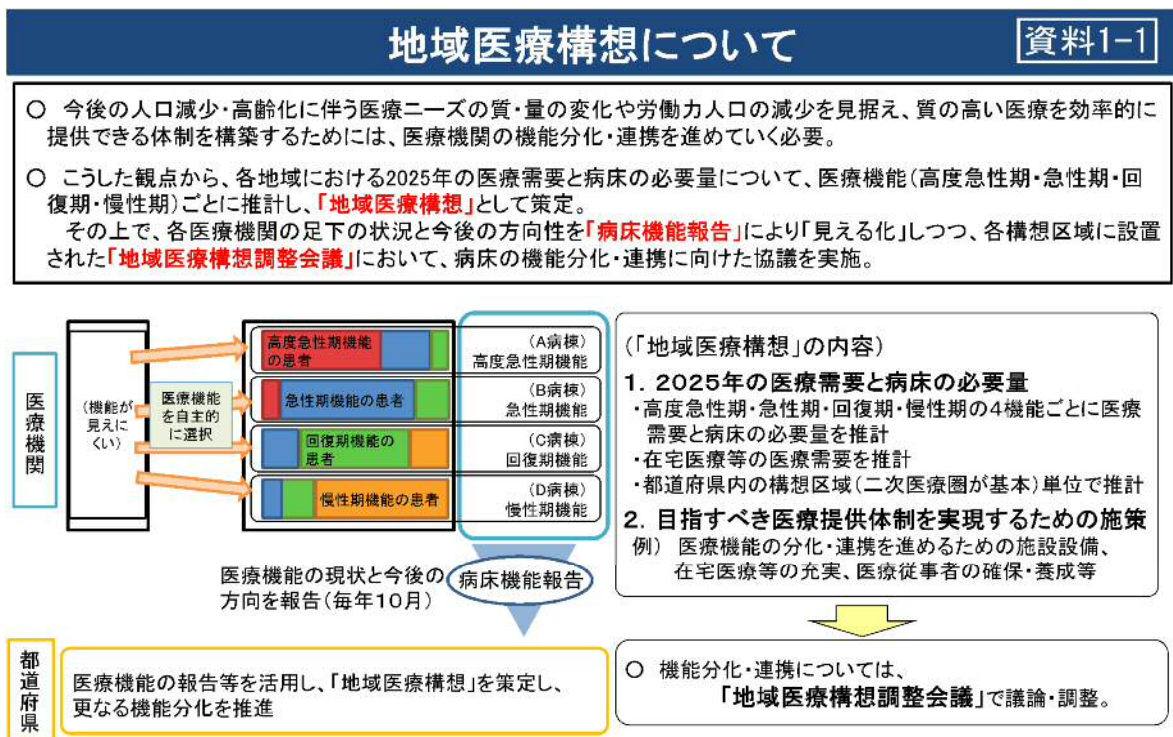 地域医療構想について
資料1-1
○ 今後の人口減少・高齢化に伴う医療ニーズの質・量の変化や労働力人口の減少を見据え、質の高い医療を効率的に
提供できる体制を構築するためには、医療機関の機能分化・連携を進めていく必要。
○ こうした観点から、各地域における2025年の医療需要と病床の必要量について、医療機能(高度急性期・急性期・回
復期・慢性期)ごとに推計し、「地域医療構想」として策定。
その上で、各医療機関の足下の状況と今後の方向性を「病床機能報告」により「見える化」しつつ、各構想区域に設置
された「地域医療構想調整会議」において、病床の機能分化・連携に向けた協議を実施。
医療機関
(機能が
見えに
くい)
医療機能
を自主的
に選択
高度急性期機能
の患者
(A病棟)
高度急性期機能
急性期機能の患者
(B病棟)
急性期機能
回復期機能の
患者
(C病棟)
回復期機能
慢性期機能の患者
(D病棟)
慢性期機能
医療機能の現状と今後の
方向を報告(毎年10月)
病床機能報告
(「地域医療構想」の内容)
1. 2025年の医療需要と病床の必要量
・高度急性期・急性期・回復期・慢性期の4機能ごとに医療
需要と病床の必要量を推計
・在宅医療等の医療需要を推計
・都道府県内の構想区域(二次医療圏が基本)単位で推計
2. 目指すべき医療提供体制を実現するための施策
例) 医療機能の分化・連携を進めるための施設設備、
在宅医療等の充実、医療従事者の確保・養成等
都道府県
医療機能の報告等を活用し、「地域医療構想」を策定し、
更なる機能分化を推進
○ 機能分化・連携については、
「地域医療構想調整会議」で議論・調整。